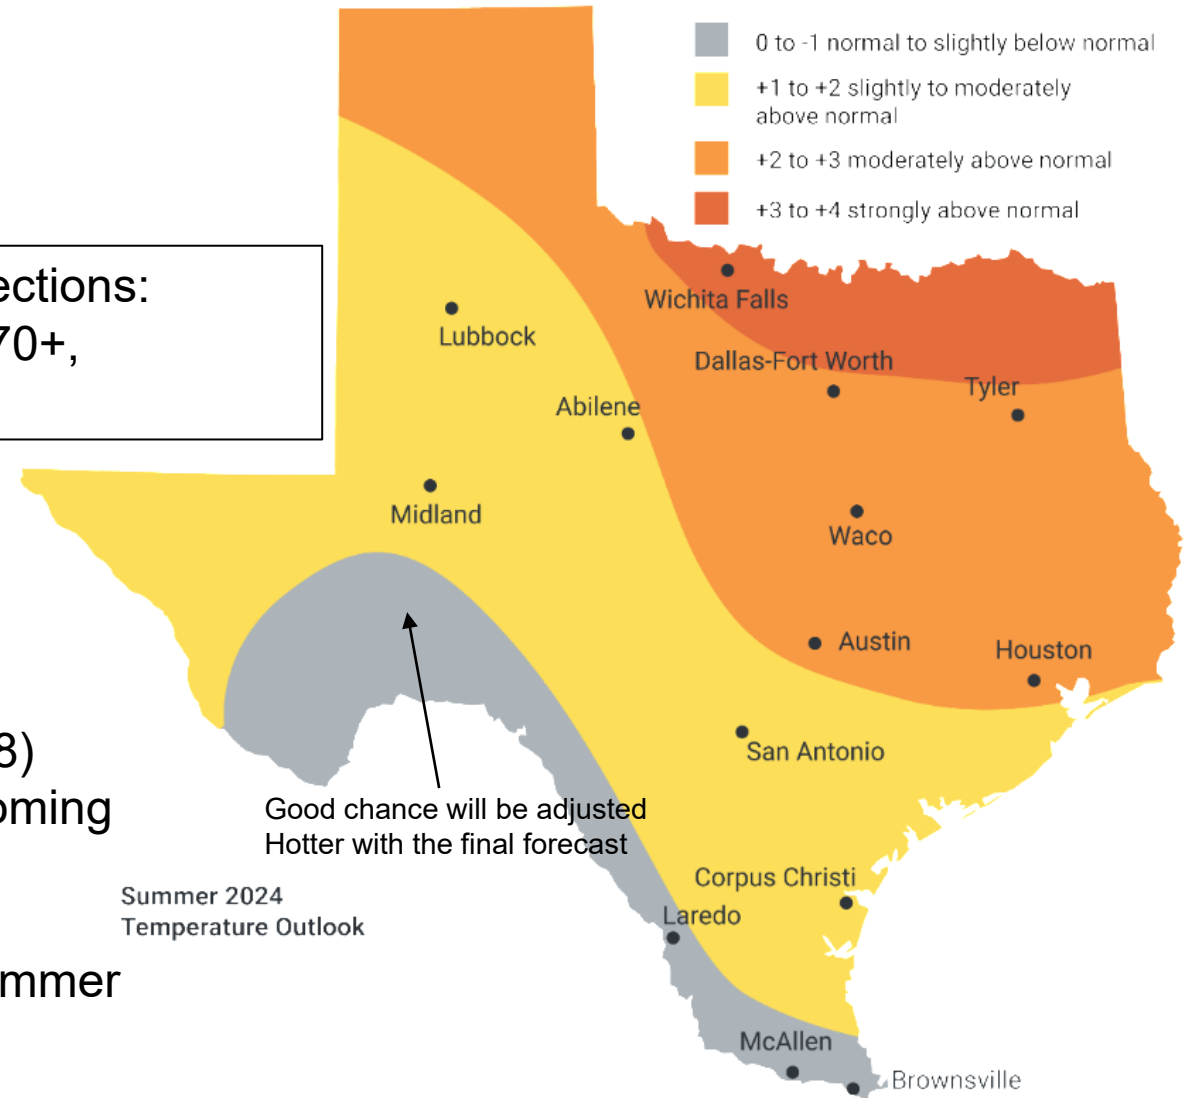 0 to -1 normal to slightly below normal
+1 to +2 slightly to moderately
above normal
+2 to +3 moderately above normal
+3 to +4 strongly above normal
ections:
70+,
Wichita Falls
Lubbock
Dallas-Fort Worth
Tyler
Abilene
Midland
Waco
Austin
Houston
8)
oming
San Antonio
Good chance will be adjusted
Hotter with the final forecast
Summer 2024
Temperature Outlook
Corpus Christi
Laredo
mmer
McAllen
Brownsville